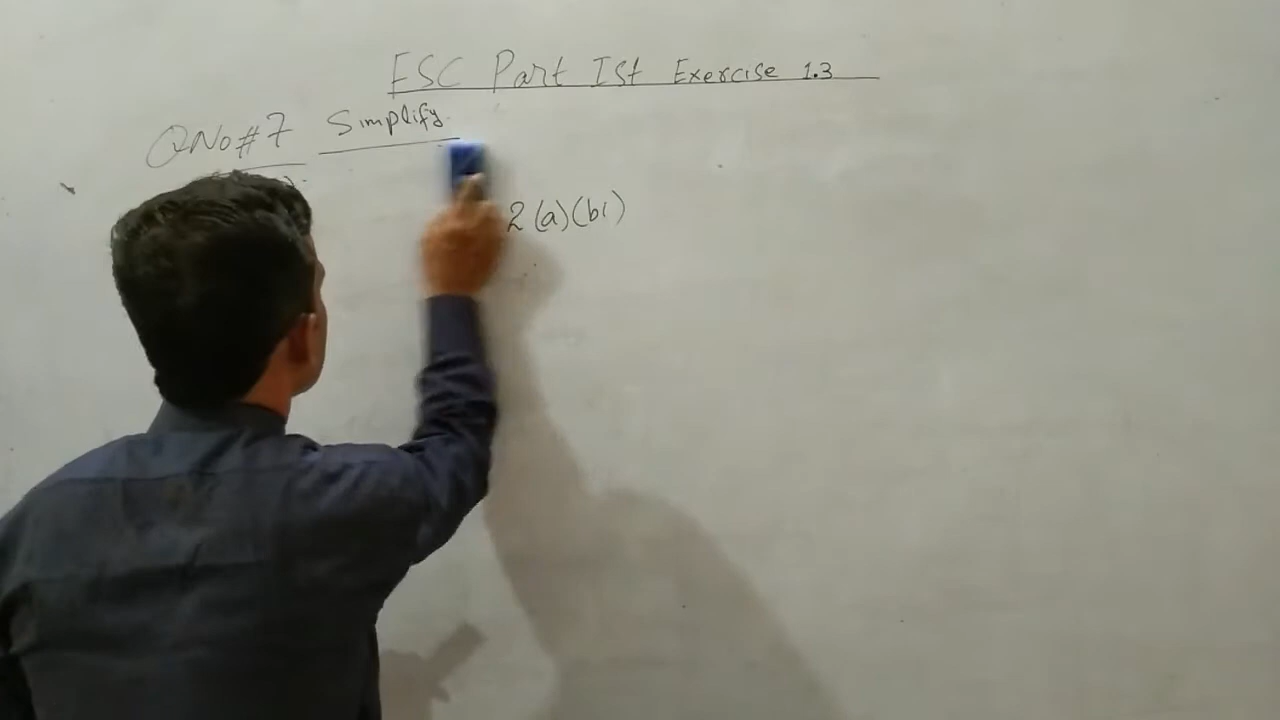 FSC Part Ist Exercise 1.3
QNo#7 Simplify.
2(a)(bi)